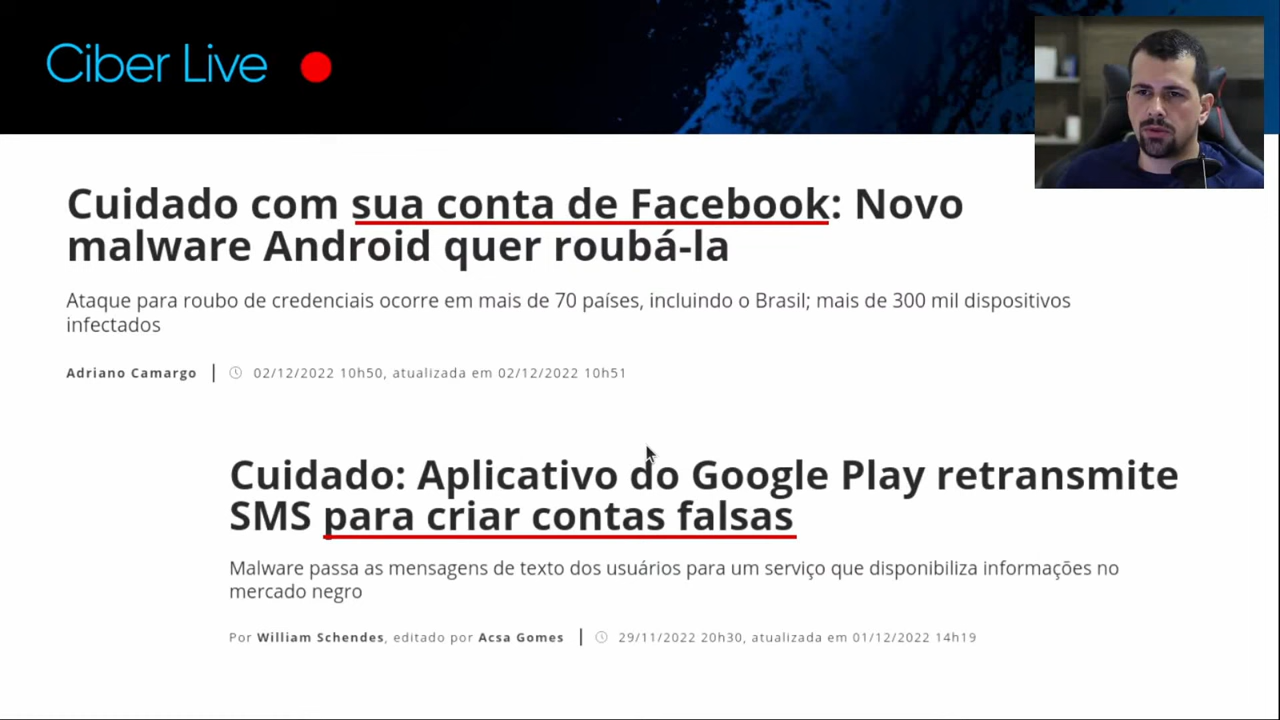 Ciber Live
Cuidado com sua conta de Facebook: Novo
malware Android quer roubá-la
Ataque para roubo de credenciais ocorre em mais de 70 países, incluindo o Brasil; mais de 300 mil dispositivos
infectados
Adriano Camargo | 02/12/2022 10h50, atualizada em 02/12/2022 10h51
Cuidado: Aplicativo do Google Play retransmite
SMS para criar contas falsas
Malware passa as mensagens de texto dos usuários para um serviço que disponibiliza informações no
mercado negro
Por William Schendes, editado por Acsa Gomes | 29/11/2022 20h30, atualizada em 01/12/2022 14h19